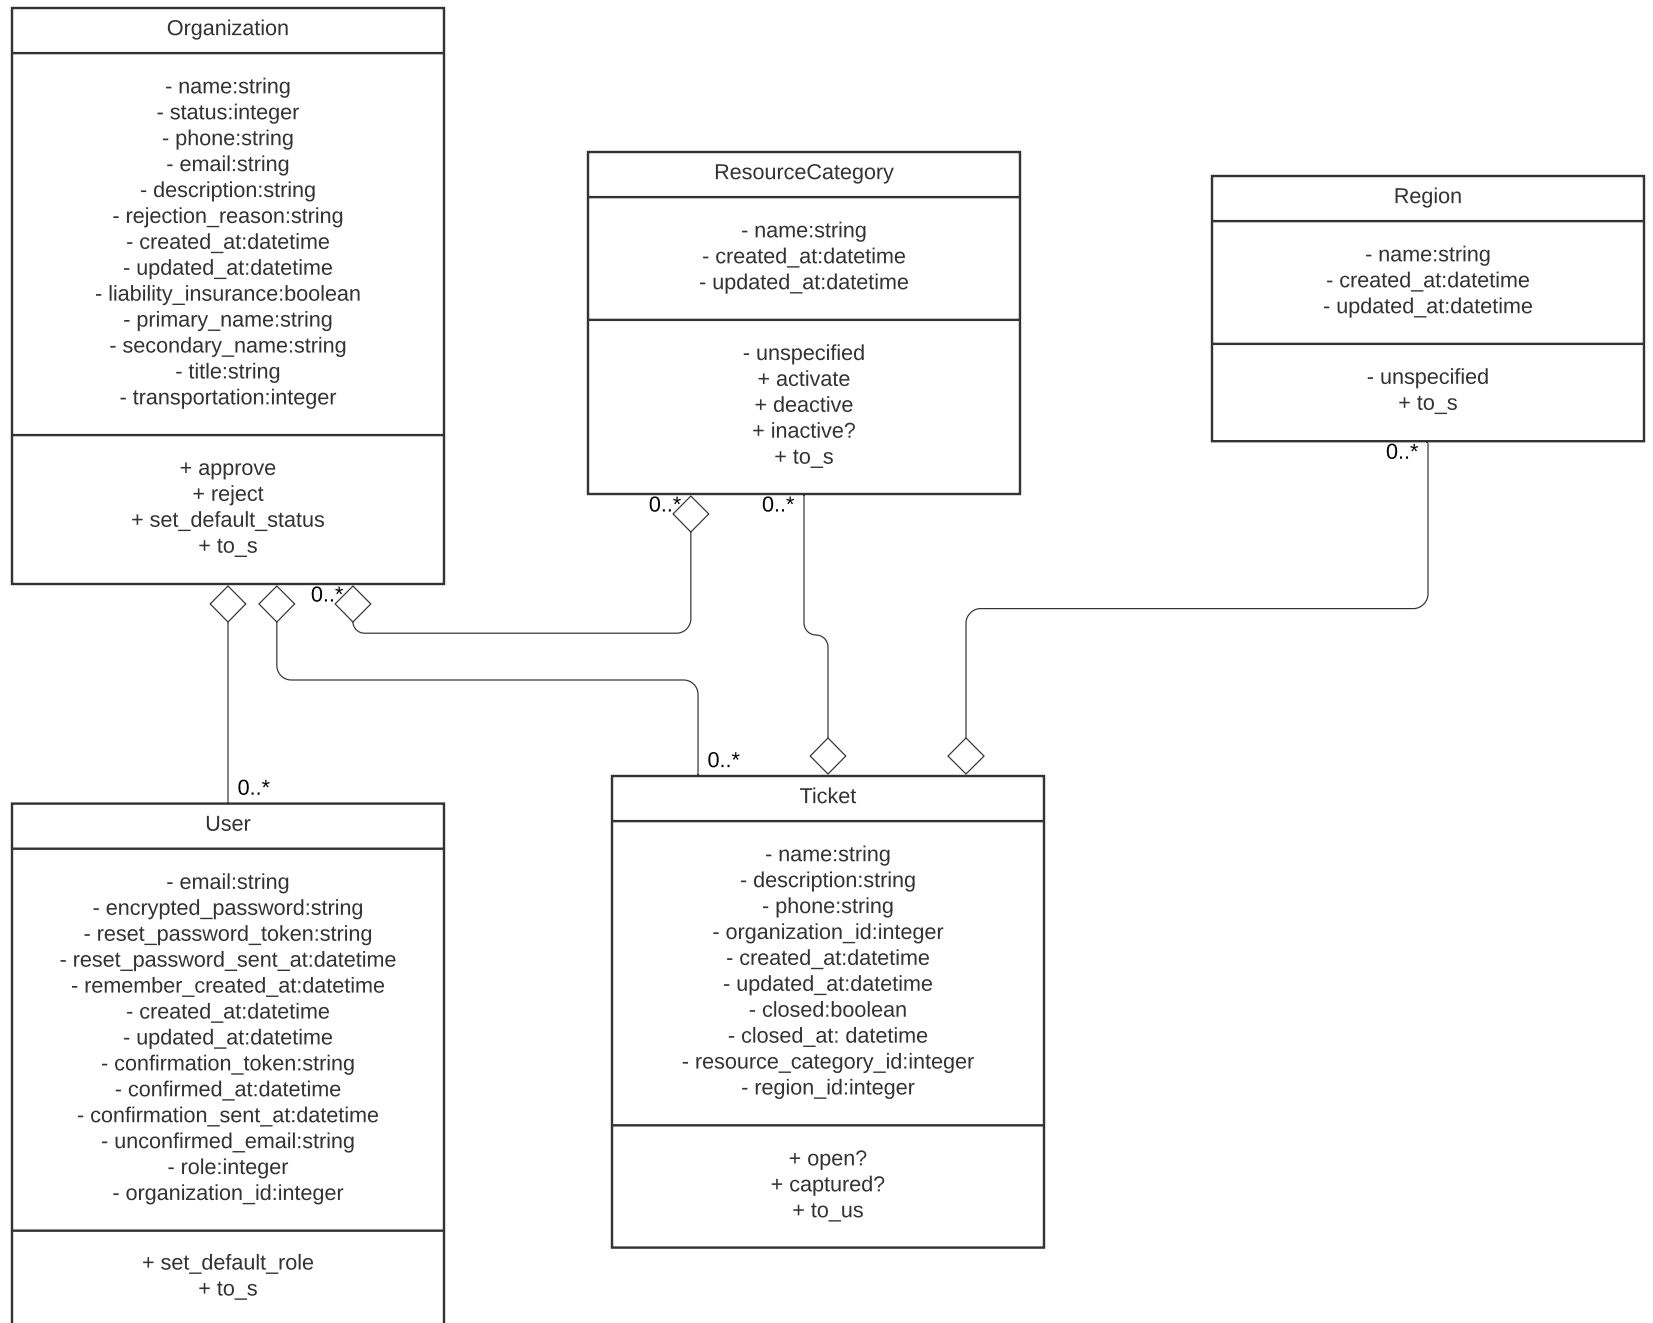 Organization
- name:string
- status:integer
- phone:string
- email:string
- description:string
- rejection_reason:string
- created_at:datetime
- updated_at:datetime
- liability_insurance:boolean
- primary_name:string
- secondary_name:string
- title:string
- transportation:integer
+ approve
+ reject
+ set_default_status
+ to_s
0..*
ResourceCategory
- name:string
- created_at:datetime
- updated_at:datetime
- unspecified
+ activate
+ deactive
+ inactive?
+ to_s
0..*
0..*
Region
- name:string
- created_at:datetime
- updated_at:datetime
- unspecified
+ to_s
0..*
0..*
User
- email:string
- encrypted_password:string
- reset_password_token:string
- reset_password_sent_at:datetime
- remember_created_at:datetime
- created_at:datetime
- updated_at:datetime
- confirmation_token:string
- confirmed_at:datetime
- confirmation_sent_at:datetime
- unconfirmed_email:string
- role:integer
- organization_id:integer
+ set_default_role
+ to_s
0..*
Ticket
- name:string
- description:string
- phone:string
- organization_id:integer
- created_at:datetime
- updated_at:datetime
- closed:boolean
- closed_at: datetime
- resource_category_id:integer
- region_id:integer
+ open?
+ captured?
+ to_us